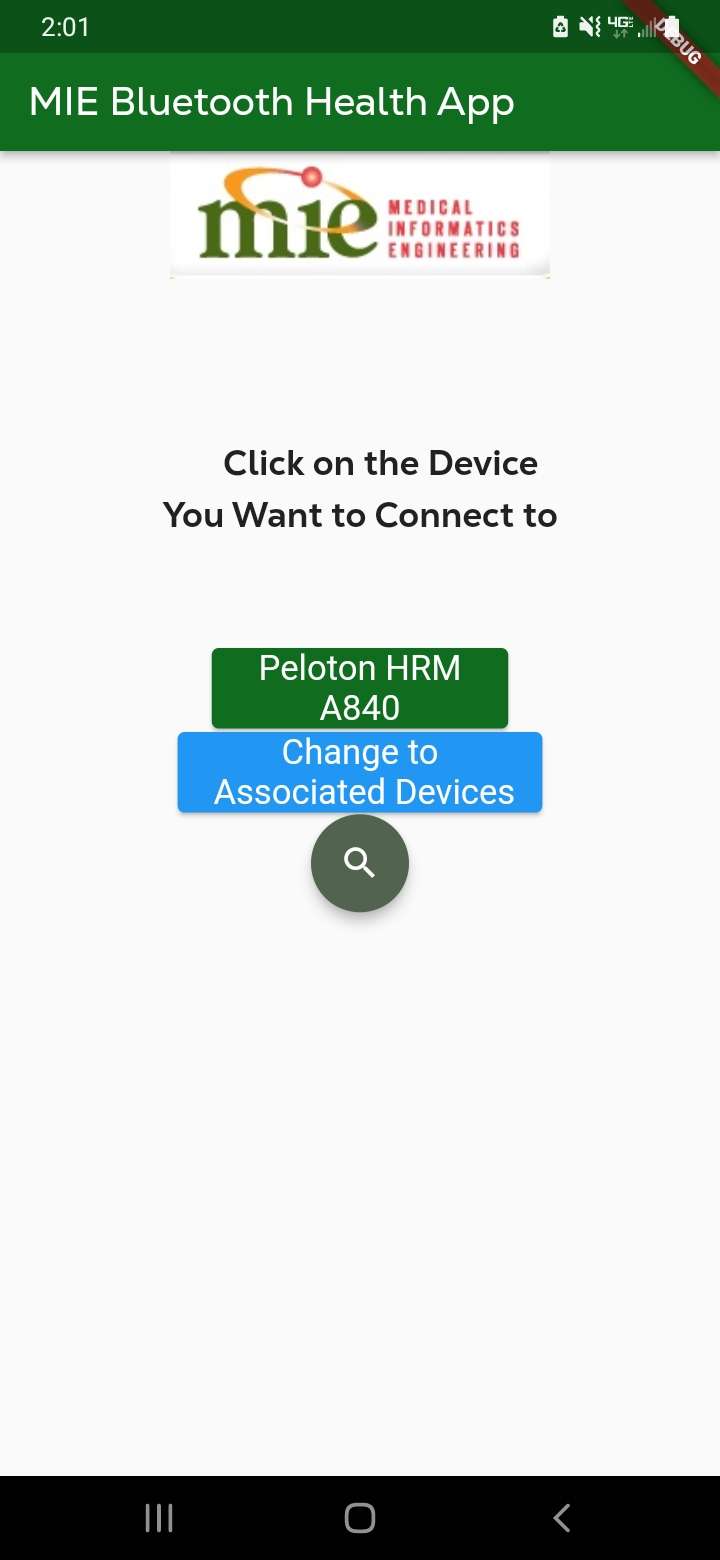 2:01
4G
DEBUG
MIE Bluetooth Health App
mie
MEDICAL
INFORMATICS
ENGINEERING
Click on the Device
You Want to Connect to
Peloton HRM
A840
Change to
Associated Devices